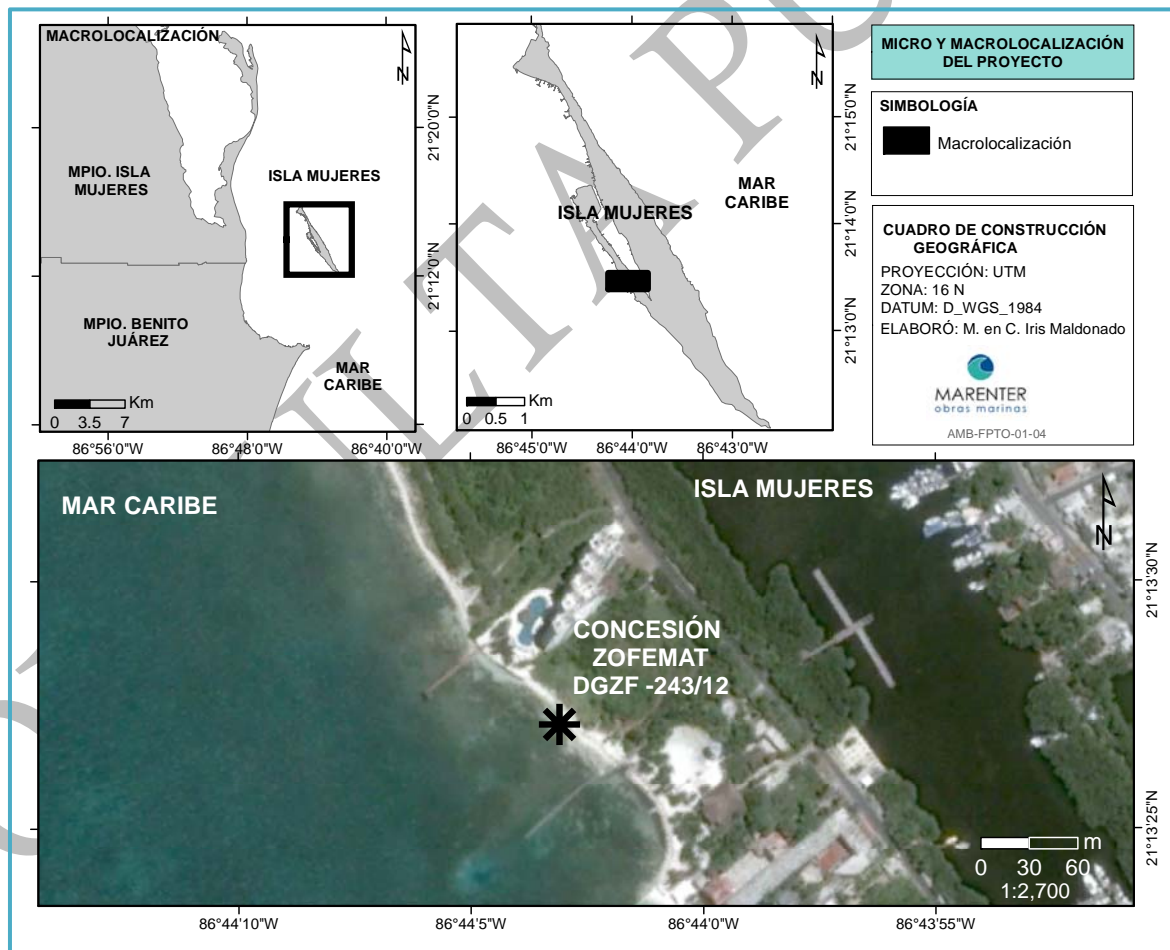 MACROLOCALIZACIÓN
N
MPIO. ISLA
MUJERES
ISLA MUJERES
MPIO. BENITO
JUÁREZ
MAR
CARIBE
Km
0 3.5 7
21°20'0"N
21°12'0"N
86°56'0"W 86°48'0"W 86°40'0"W
N
MAR
CARIBE
ISLA MUJERES
Km
0 0.5 1
21°15'0"N
21°14'0"N
21°13'0"N
86°45'0"W 86°44'0"W 86°43'0"W
MICRO Y MACROLOCALIZACIÓN
DEL PROYECTO
SIMBOLOGÍA
Macrolocalización
CUADRO DE CONSTRUCCIÓN
GEOGRÁFICA
PROYECCIÓN: UTM
ZONA: 16 N
DATUM: D_WGS_1984
ELABORÓ: M. en C. Iris Maldonado
MARENTER
obras marinas
AMB-FPTO-01-04
MAR CARIBE
ISLA MUJERES
N
CONCESIÓN
ZOFEMAT
DGZF -243/12
m
0 30 60
1:2,700
21°13'30"N
21°13'25"N
86°44'10"W 86°44'5"W 86°44'0"W 86°43'55"W